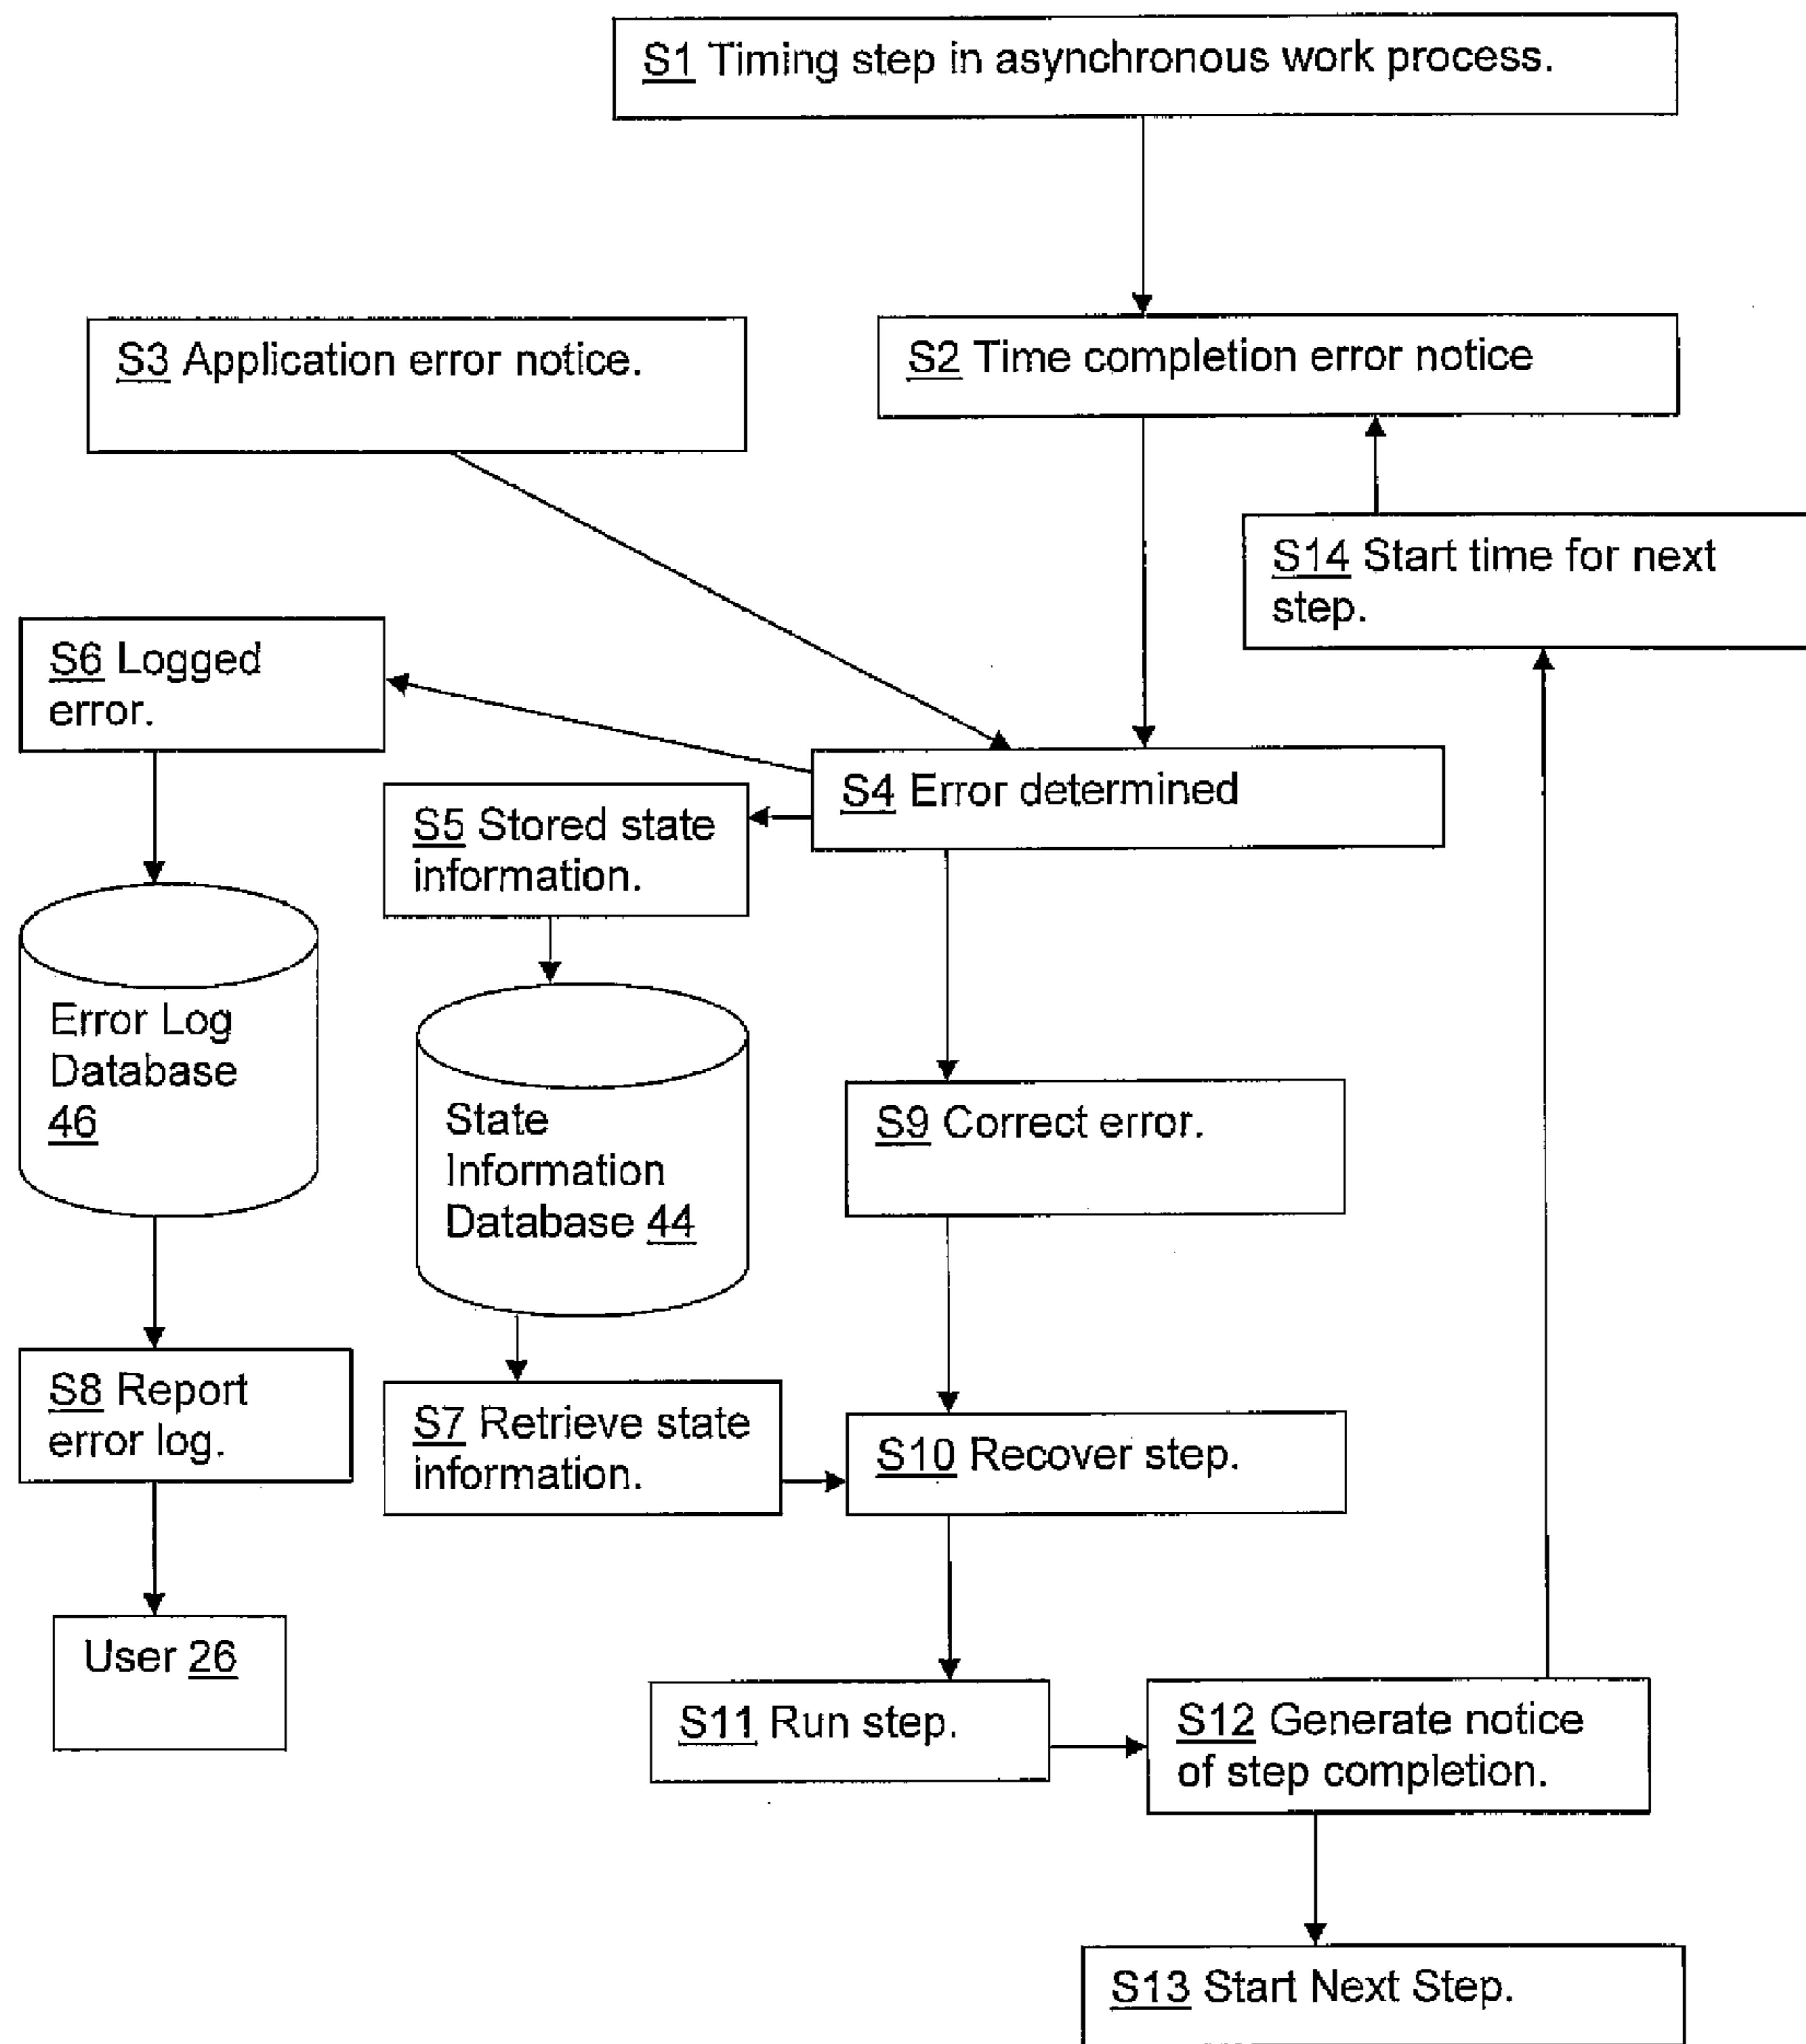 S1 Timing step in asynchronous work process.
S3 Application error notice.
S2 Time completion error notice
S14 Start time for next
step.
S6 Logged
error.
S4 Error determined
S5 Stored state
information.
Error Log
Database
46
State
Information
Database 44
S9 Correct error.
S8 Report
error log.
S7 Retrieve state
information.
S10 Recover step.
User 26
S11 Run step.
S12 Generate notice
of step completion.
S13 Start Next Step.